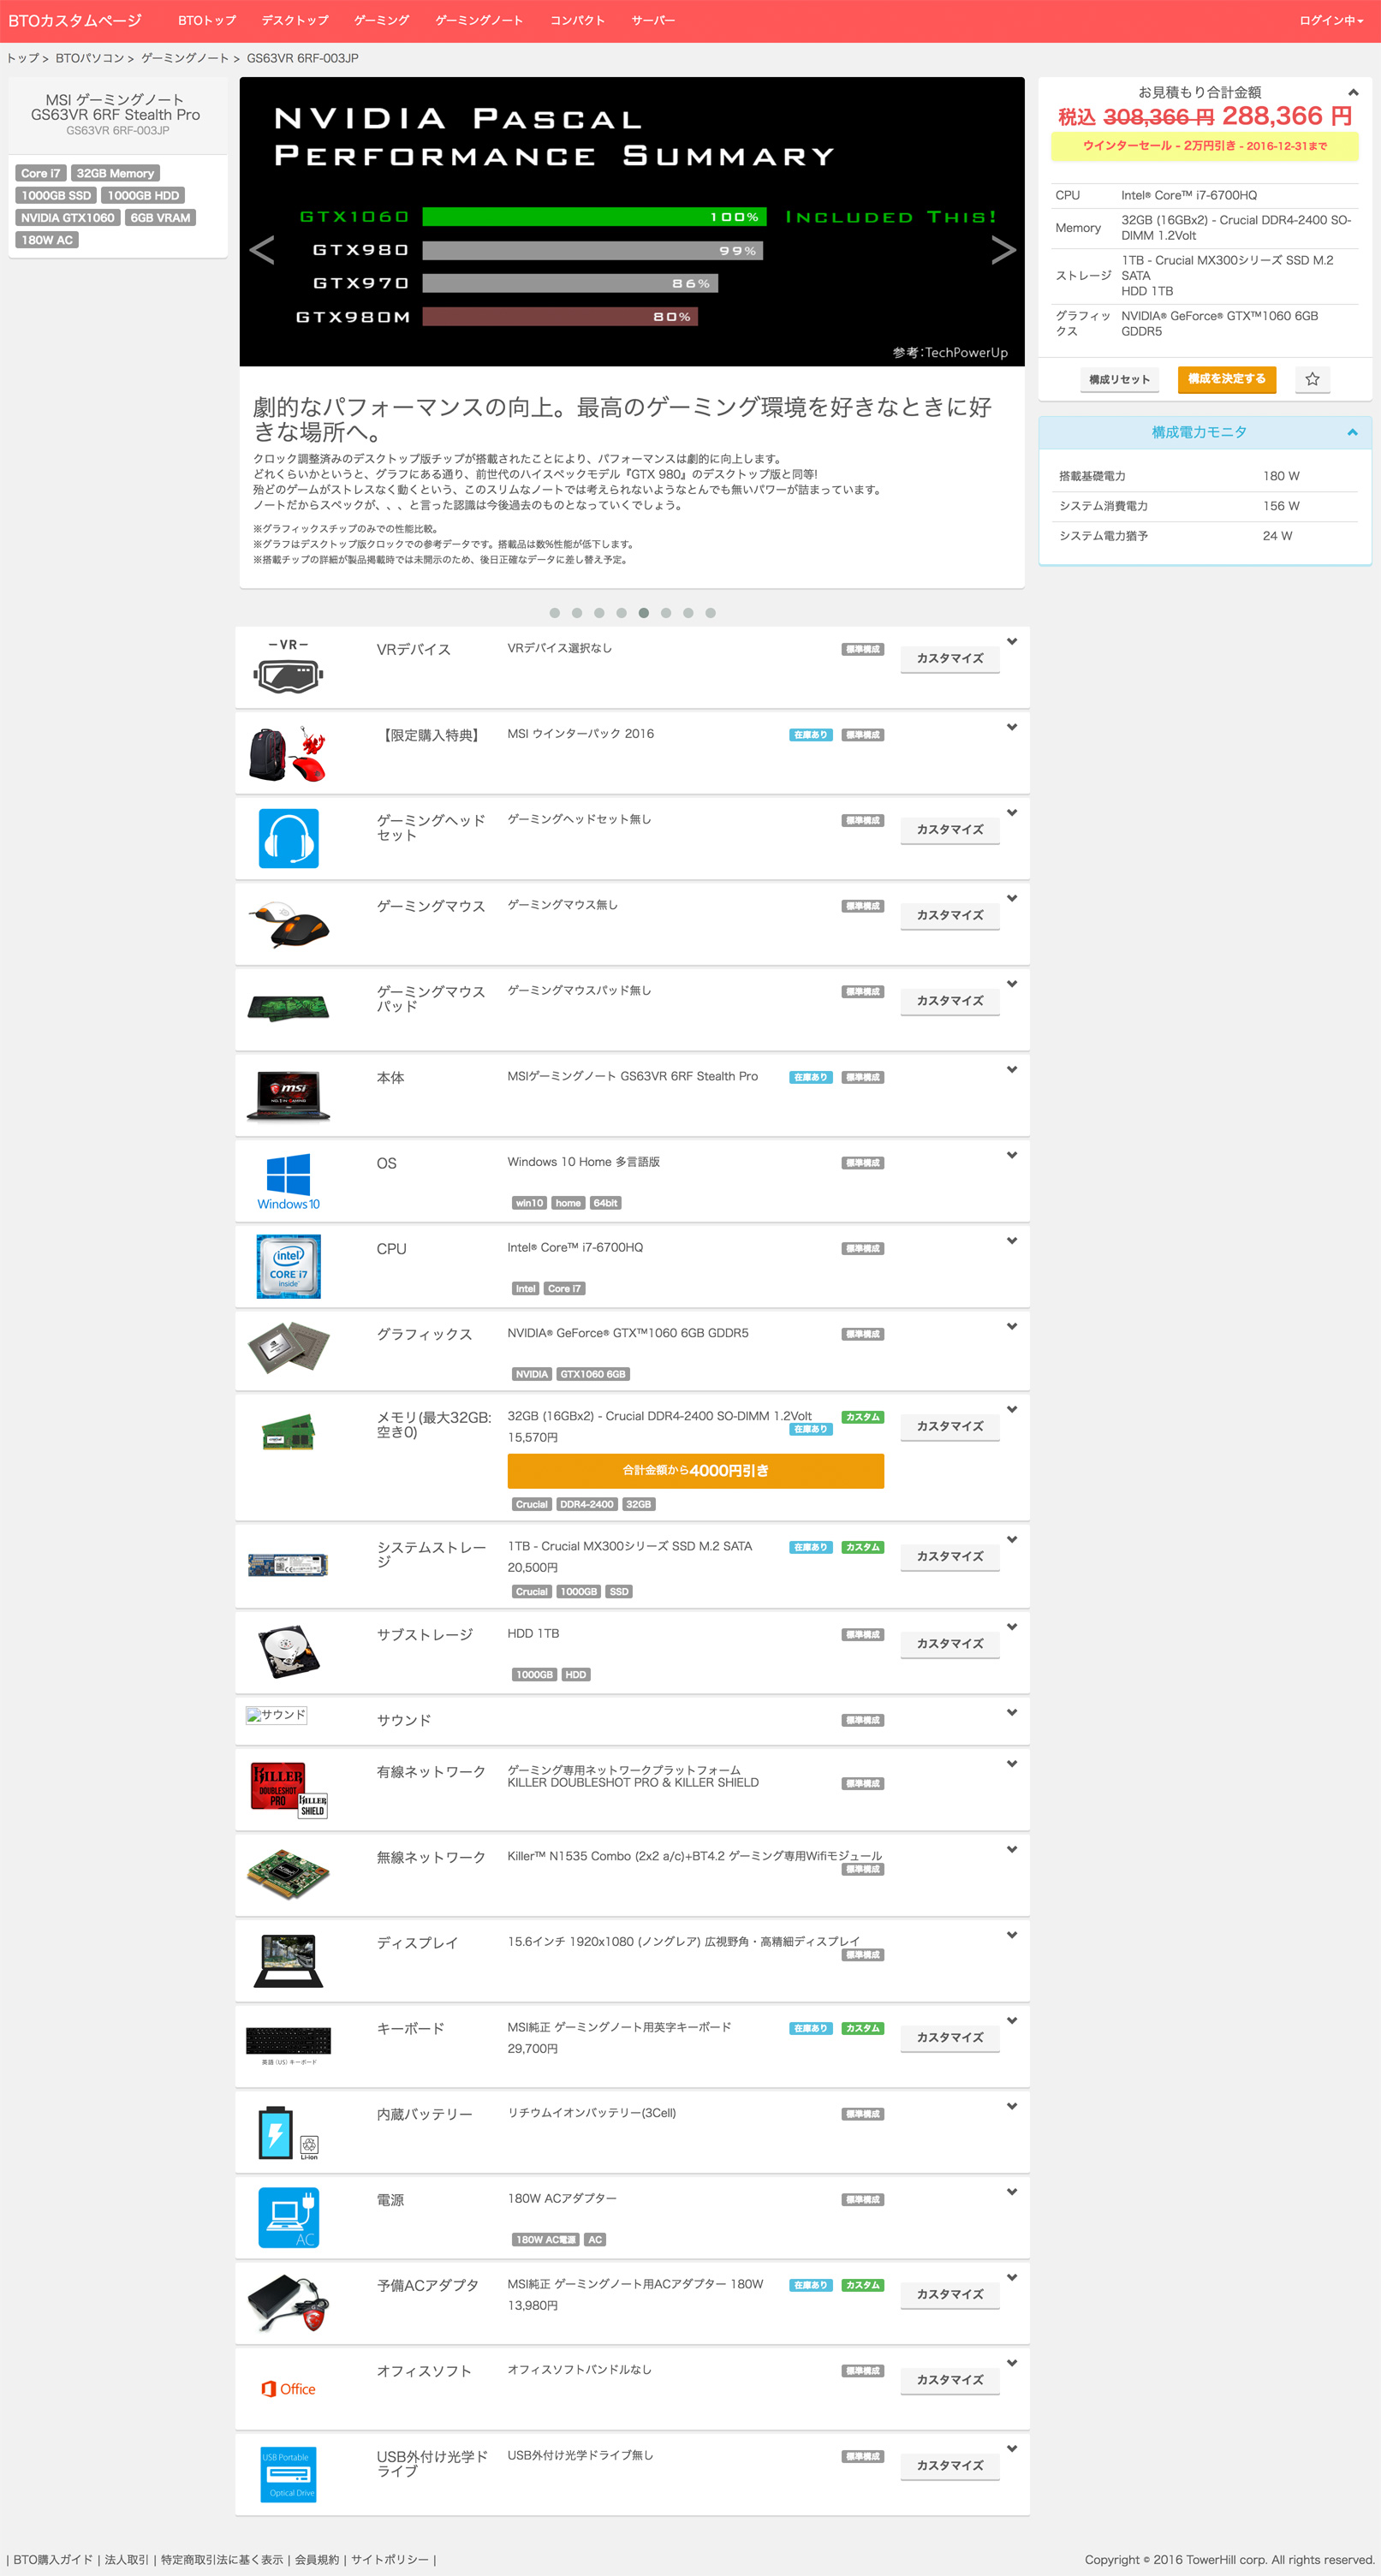 BTOカスタムページ BTOトップ デスクトップ ゲーミング ゲーミングノート コンパクト サーバー ログイン中
トップ > BTOパソコン > ゲーミングノート > GS63VR 6RF-003JP
MSI ゲーミングノート
GS63VR 6RF Stealth Pro
GS63VR 6RF-003JP
Core i7 32GB Memory
1000GB SSD 1000GB HDD
NVIDIA GTX1060 6GB VRAM
180W AC
NVIDIA Pascal
Performance Summary
GTX1060 100% Included This!
GTX980 99%
GTX970 86%
GTX980M 80%
参考：TechPowerUp
劇的なパフォーマンスの向上。最高のゲーミング環境を好きなときに好
きな場所へ。
クロック調整済みのデスクトップ版チップが搭載されたことにより、パフォーマンスは劇的に向上します。
どれくらいかというと、グラフにある通り、前世代のハイスペックモデル『GTX 980』のデスクトップ版と同等!
殆どのゲームがストレスなく動くという、このスリムなノートでは考えられないようなとんでも無いパワーが詰まっています。
ノートだからスペックが、、、と言った認識は今後過去のものとなっていくでしょう。
※グラフィックスチップのみでの性能比較。
※グラフはデスクトップ版クロックでの参考データです。搭載品は数%性能が低下します。
※搭載チップの詳細が製品掲載時では未開示のため、後日正確なデータに差し替え予定。
お見積もり合計金額
税込 308,366 円 288,366 円
ウインターセール - 2万円引き - 2016-12-31まで
CPU Intel® Core™ i7-6700HQ
Memory 32GB (16GBx2) - Crucial DDR4-2400 SO-
DIMM 1.2Volt
ストレージ 1TB - Crucial MX300シリーズ SSD M.2
SATA
HDD 1TB
グラフィッ NVIDIA® GeForce® GTX™1060 6GB
クス GDDR5
構成リセット 構成を決定する
構成電力モニタ
搭載基礎電力 180 W
システム消費電力 156 W
システム電力猶予 24 W
－VR－
VRデバイス VRデバイス選択なし 標準構成 カスタマイズ
【限定購入特典】 MSI ウインターパック 2016 在庫あり 標準構成
ゲーミングヘッド
セット ゲーミングヘッドセット無し 標準構成 カスタマイズ
ゲーミングマウス ゲーミングマウス無し 標準構成 カスタマイズ
ゲーミングマウス
パッド ゲーミングマウスパッド無し 標準構成 カスタマイズ
msi
本体 MSIゲーミングノート GS63VR 6RF Stealth Pro 在庫あり 標準構成
OS Windows 10 Home 多言語版 標準構成
Windows10
win10 home 64bit
CPU Intel® Core™ i7-6700HQ 標準構成
intel
CORE i7
inside
Intel Core i7
グラフィックス NVIDIA® GeForce® GTX™1060 6GB GDDR5 標準構成
NVIDIA GTX1060 6GB
メモリ(最大32GB:
空き0) 32GB (16GBx2) - Crucial DDR4-2400 SO-DIMM 1.2Volt カスタム 在庫あり カスタマイズ
15,570円
合計金額から4000円引き
Crucial DDR4-2400 32GB
システムストレー
ジ 1TB - Crucial MX300シリーズ SSD M.2 SATA 在庫あり カスタム カスタマイズ
20,500円
Crucial 1000GB SSD
サブストレージ HDD 1TB 標準構成 カスタマイズ
1000GB HDD
サウンド サウンド 標準構成
KILLER
DOUBLESHOT
PRO
KILLER
SHIELD
有線ネットワーク ゲーミング専用ネットワークプラットフォーム
KILLER DOUBLESHOT PRO & KILLER SHIELD 標準構成
無線ネットワーク Killer™ N1535 Combo (2x2 a/c)+BT4.2 ゲーミング専用Wifiモジュール
標準構成
ディスプレイ 15.6インチ 1920x1080 (ノングレア) 広視野角・高精細ディスプレイ
標準構成
キーボード MSI純正 ゲーミングノート用英字キーボード 在庫あり カスタム カスタマイズ
29,700円
英語（US）キーボード
内蔵バッテリー リチウムイオンバッテリー(3Cell) 標準構成
Li-ion
電源 180W ACアダプター 標準構成
AC
180W AC電源 AC
予備ACアダプタ MSI純正 ゲーミングノート用ACアダプター 180W 在庫あり カスタム カスタマイズ
13,980円
オフィスソフト オフィスソフトバンドルなし 標準構成 カスタマイズ
Office
USB Portable
Optical Drive
USB外付け光学ド
ライブ USB外付け光学ドライブ無し 標準構成 カスタマイズ
| BTO購入ガイド | 法人取引 | 特定商取引法に基く表示 | 会員規約 | サイトポリシー |
Copyright © 2016 TowerHill corp. All rights reserved.